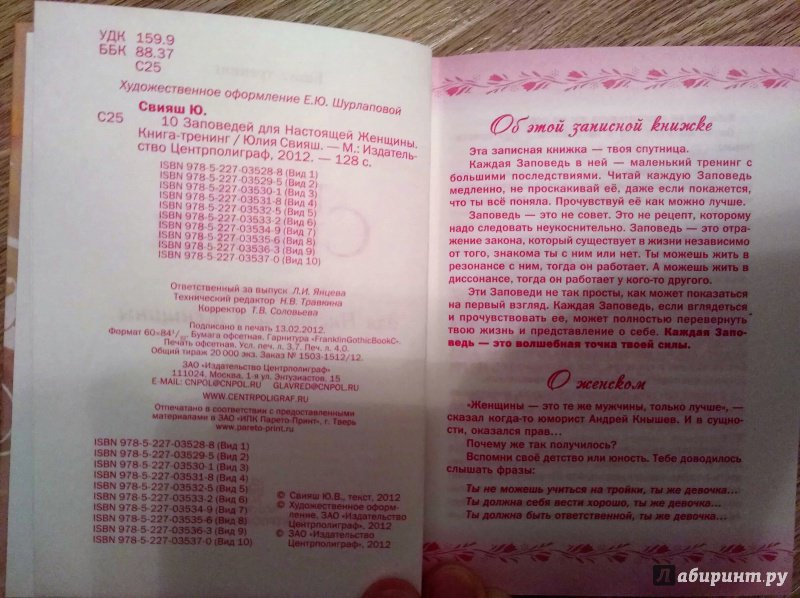 УДК 159.9
ББК 88.37
С25
Художественное оформление Е.Ю. Шурлаповой
Свияш Ю.
С25 10 Заповедей для Настоящей Женщины.
Книга-тренинг / Юлия Свияш. — М.: Издатель-
ство Центрполиграф, 2012. — 128 с.
ISBN 978-5-227-03528-8 (Вид 1)
ISBN 978-5-227-03529-5 (Вид 2)
ISBN 978-5-227-03530-1 (Вид 3)
ISBN 978-5-227-03531-8 (Вид 4)
ISBN 978-5-227-03532-5 (Вид 5)
ISBN 978-5-227-03533-2 (Вид 6)
ISBN 978-5-227-03534-9 (Вид 7)
ISBN 978-5-227-03535-6 (Вид 8)
ISBN 978-5-227-03536-3 (Вид 9)
ISBN 978-5-227-03537-0 (Вид 10)
Ответственный за выпуск Л.И. Янцева
Технический редактор Н.В. Травкина
Корректор Т.В. Соловьева
Подписано в печать 13.02.2012.
Формат 60×84 1/ Бумага офсетная. Гарнитура «FranklinGothicBookC».
Печать офсетная. Усл. печ. л. 3,7. Печ. л. 4,0.
Общий тираж 20 000 экз. Заказ № 1503-1512/12.
ЗАО «Издательство Центрполиграф»
111024, Москва, 1-я ул. Энтузиастов, 15
E-MAIL: CNPOL@CNPOL.RU GLAVRED@CNPOL.RU
WWW.CENTRPOLIGRAF.RU
Отпечатано в соответствии с предоставленными
материалами в ЗАО «ИПК Парето-Принт», г. Тверь
www.pareto-print.ru
ISBN 978-5-227-03528-8 (Вид 1)
ISBN 978-5-227-03529-5 (Вид 2)
ISBN 978-5-227-03530-1 (Вид 3)
ISBN 978-5-227-03531-8 (Вид 4)
ISBN 978-5-227-03532-5 (Вид 5)
ISBN 978-5-227-03533-2 (Вид 6)
ISBN 978-5-227-03534-9 (Вид 7)
ISBN 978-5-227-03535-6 (Вид 8)
ISBN 978-5-227-03536-3 (Вид 9)
ISBN 978-5-227-03537-0 (Вид 10)
© Свияш Ю.В., текст, 2012
© Художественное оформ-
ление. ЗАО «Издательство
Центрполиграф», 2012
© ЗАО «Издательство
Центрполиграф», 2012
Об этой записной книжке
Эта записная книжка — твоя спутница.
Каждая Заповедь в ней — маленький тренинг с
большими последствиями. Читай каждую Заповедь
медленно, не проскакивай её, даже если покажется,
что ты всё поняла. Прочувствуй её как можно лучше.
Заповедь — это не совет. Это не рецепт, которому
надо следовать неукоснительно. Заповедь — это отра-
жение закона, который существует в жизни независимо
от того, знакома ты с ним или нет. Ты можешь жить в
резонансе с ним, тогда он работает. А можешь жить в
диссонансе, тогда он работает у кого-то другого.
Эти Заповеди не так просты, как может показаться
на первый взгляд. Каждая Заповедь, если вглядеться
и прочувствовать ее, может полностью перевернуть
твою жизнь и представление о себе. Каждая Запо-
ведь — это волшебная точка твоей силы.
О женском
«Женщины — это те же мужчины, только лучше», —
сказал когда-то юморист Андрей Кнышев. И в сущно-
сти, оказался прав...
Почему же так получилось?
Вспомни своё детство или юность. Тебе доводилось
слышать фразы:
Ты не можешь учиться на тройки, ты же девочка...
Ты должна себя вести хорошо, ты же девочка...
Ты должна быть ответственной, ты же девочка...
Лабиринт.ру